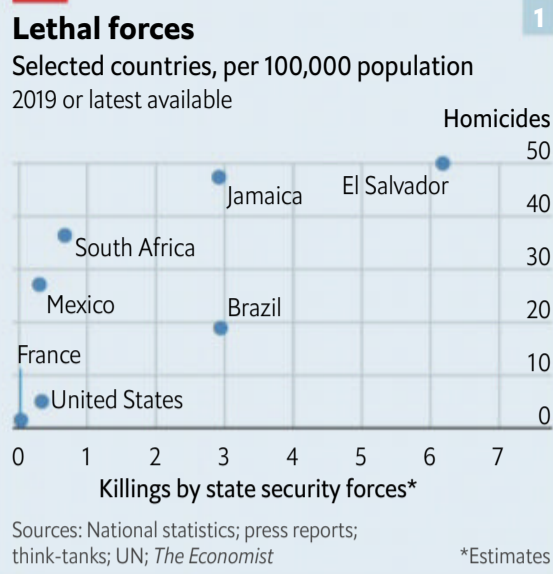 1
Lethal forces
Selected countries, per 100,000 population
2019 or latest available
Homicides
50
El Salvador
Jamaica
40
South Africa
30
Mexico
Brazil
20
France
10
United States
0
0 1 2 3 4 5 6 7
Killings by state security forces*
Sources: National statistics; press reports;
think-tanks; UN; The Economist
*Estimates